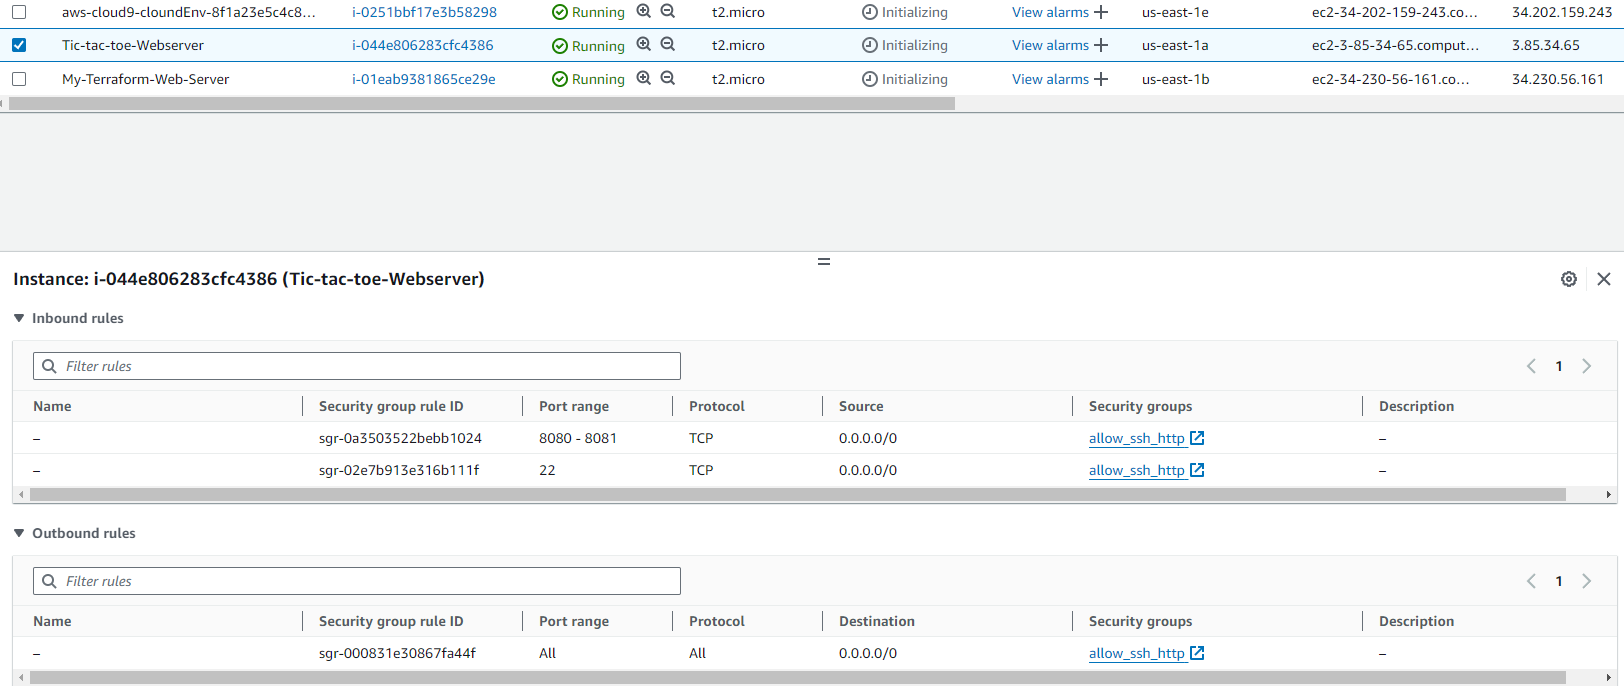 aws-cloud9-cloundEnv-8f1a23e5c4c8... i-0251bbf17e3b58298 Running t2.micro Initializing View alarms us-east-1e ec2-34-202-159-243.co... 34.202.159.243
Tic-tac-toe-Webserver i-044e806283cfc4386 Running t2.micro Initializing View alarms us-east-1a ec2-3-85-34-65.comput... 3.85.34.65
My-Terraform-Web-Server i-01eab9381865ce29e Running t2.micro Initializing View alarms us-east-1b ec2-34-230-56-161.co... 34.230.56.161
Instance: i-044e806283cfc4386 (Tic-tac-toe-Webserver)
Inbound rules
Filter rules 1
Name Security group rule ID Port range Protocol Source Security groups Description
– sgr-0a3503522bebb1024 8080 - 8081 TCP 0.0.0.0/0 allow_ssh_http –
– sgr-02e7b913e316b111f 22 TCP 0.0.0.0/0 allow_ssh_http –
Outbound rules
Filter rules 1
Name Security group rule ID Port range Protocol Destination Security groups Description
– sgr-000831e30867fa44f All All 0.0.0.0/0 allow_ssh_http –